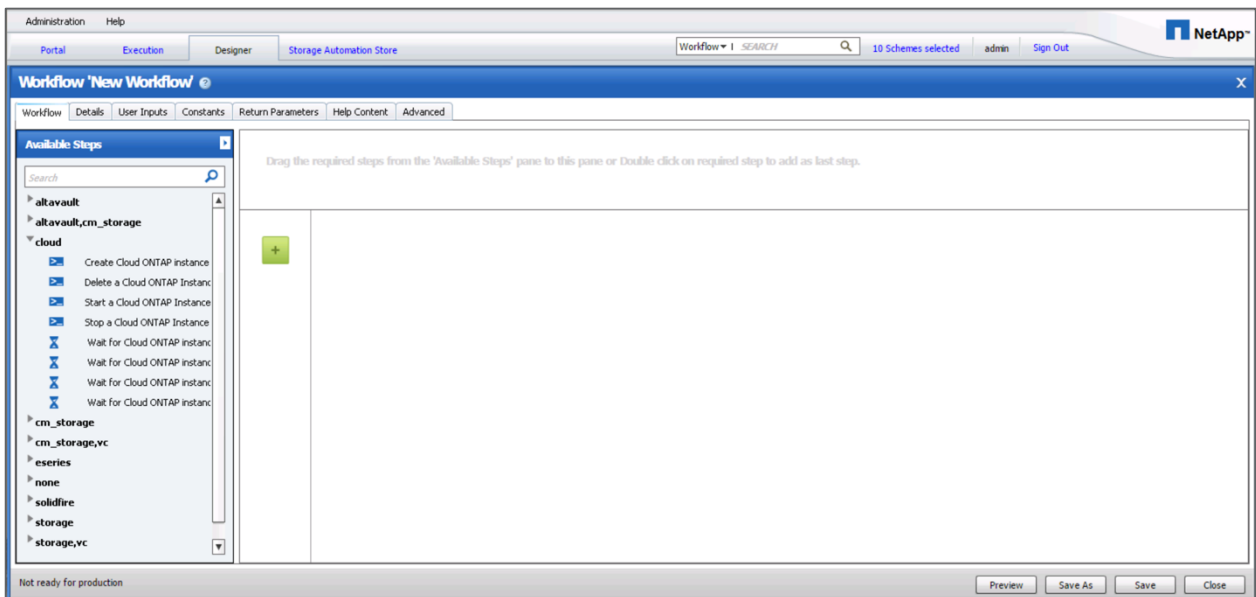 Administration Help
NetApp™
Portal Execution Designer Storage Automation Store Workflow SEARCH 10 Schemes selected admin Sign Out
Workflow 'New Workflow' ? X
Workflow Details User Inputs Constants Return Parameters Help Content Advanced
Available Steps
Drag the required steps from the 'Available Steps' pane to this pane or Double click on required step to add as last step.
Search
altavault
altavault,cm_storage
cloud
+
Create Cloud ONTAP instance
Delete a Cloud ONTAP Instanc
Start a Cloud ONTAP Instance
Stop a Cloud ONTAP Instance
Wait for Cloud ONTAP instanc
Wait for Cloud ONTAP instanc
Wait for Cloud ONTAP instanc
Wait for Cloud ONTAP instanc
cm_storage
cm_storage,vc
eseries
none
solidfire
storage
storage,vc
Not ready for production Preview Save As Save Close